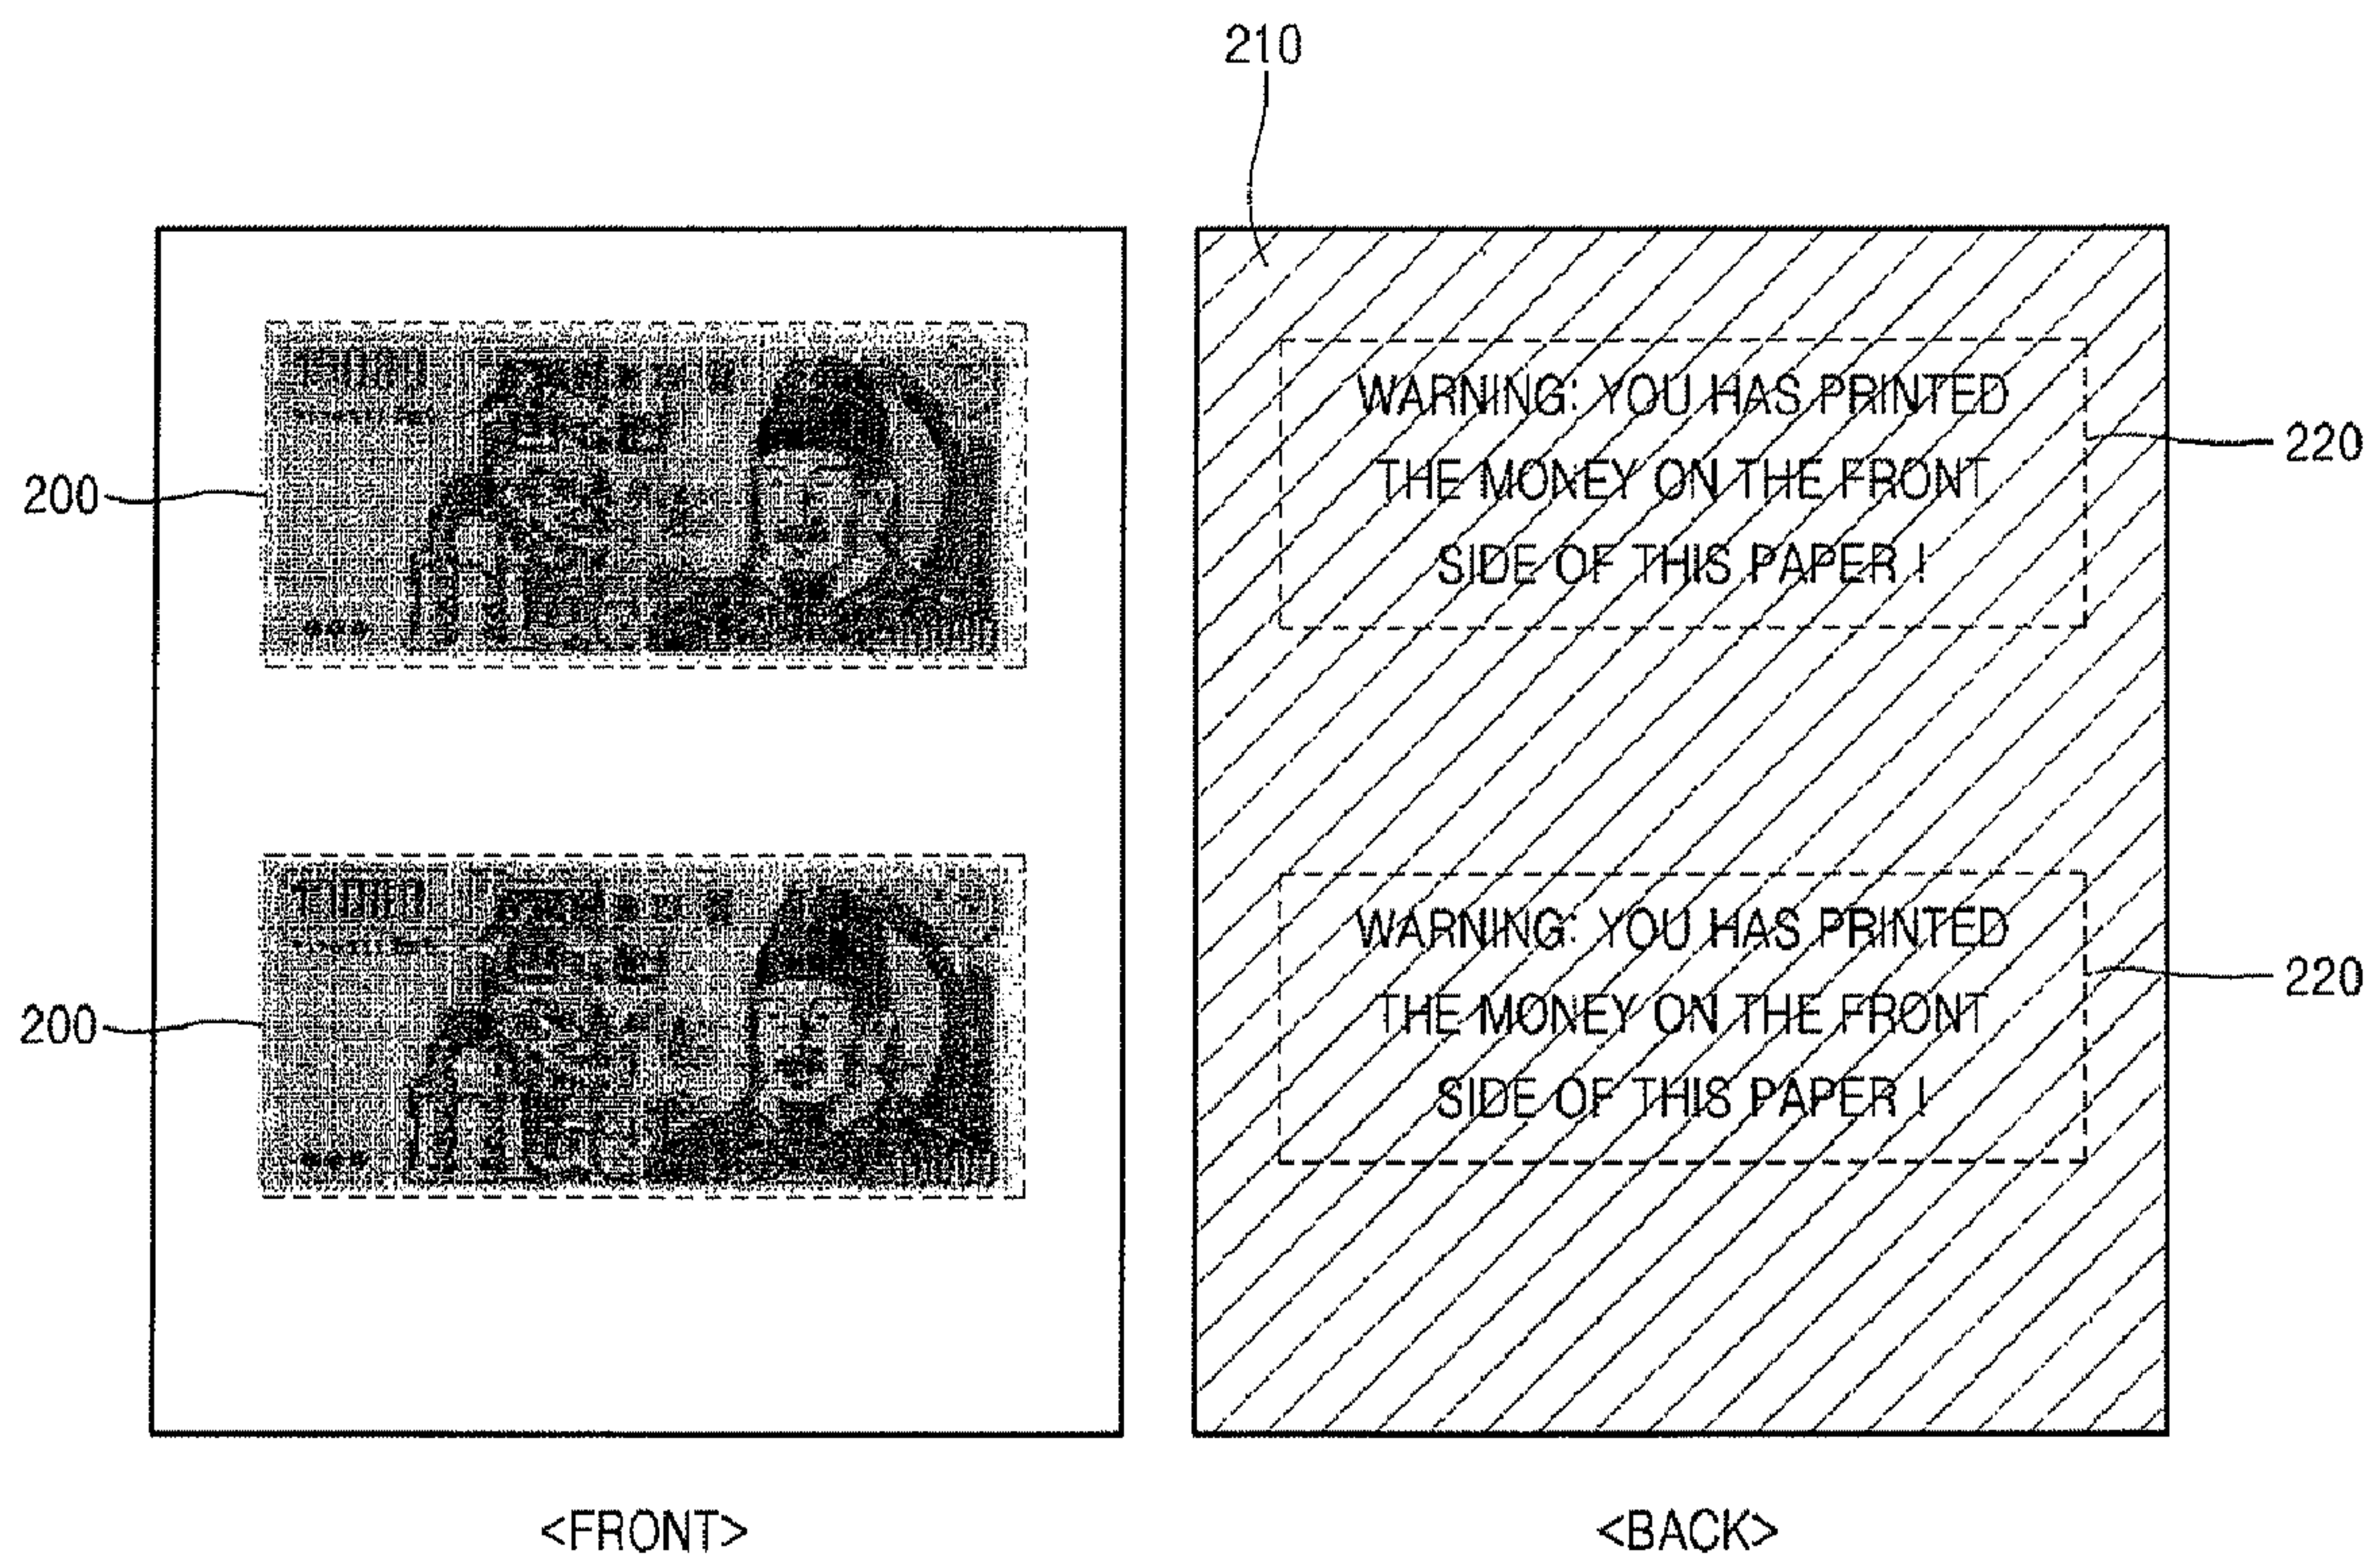 210
200
200
WARNING: YOU HAS PRINTED
THE MONEY ON THE FRONT
SIDE OF THIS PAPER !
220
WARNING: YOU HAS PRINTED
THE MONEY ON THE FRONT
SIDE OF THIS PAPER !
220
<FRONT>
<BACK>